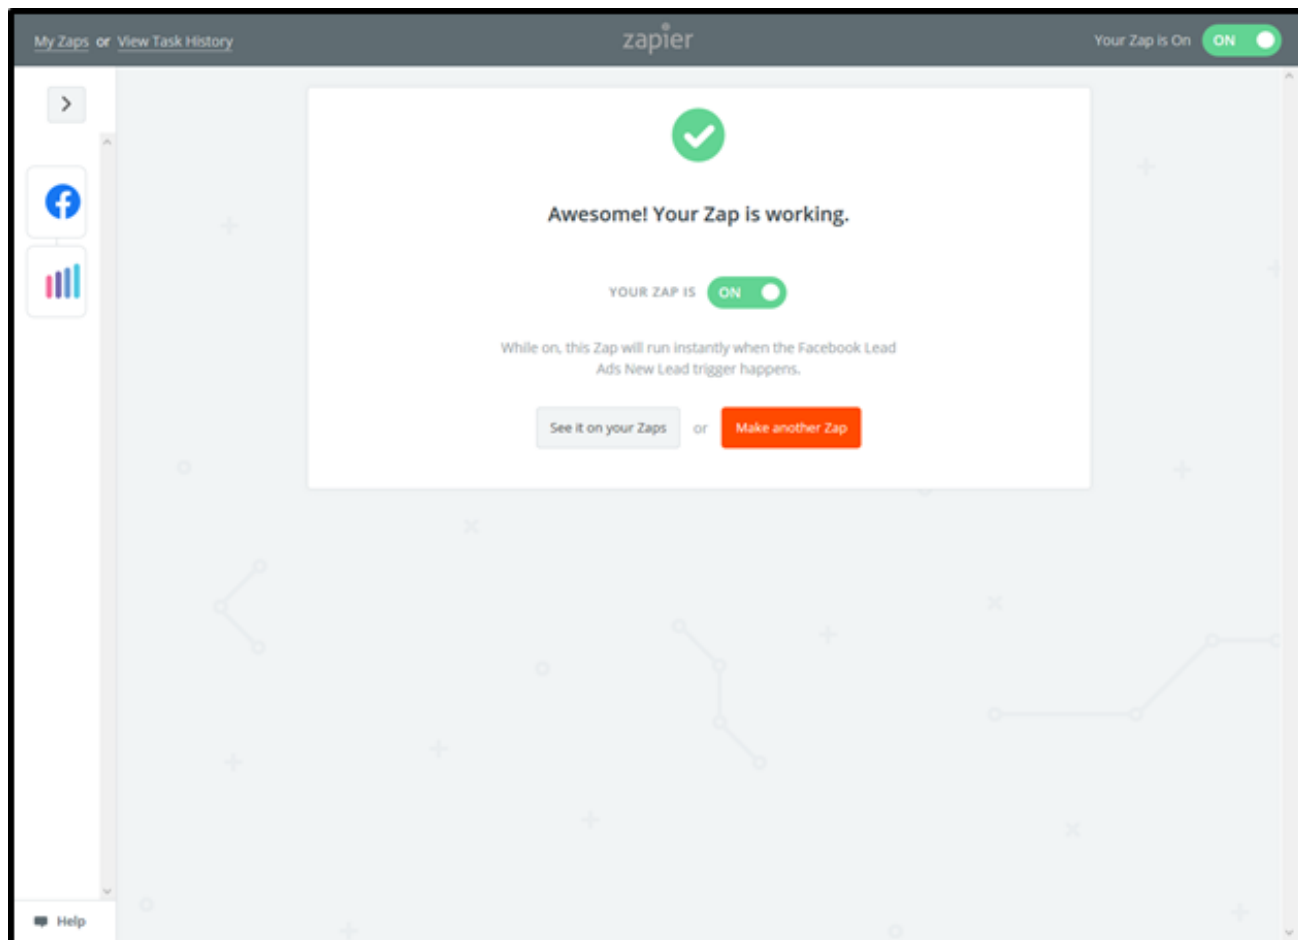 My Zaps or View Task History
zapier
Your Zap is On ON
Awesome! Your Zap is working.
YOUR ZAP IS ON
While on, this Zap will run instantly when the Facebook Lead
Ads New Lead trigger happens.
See it on your Zaps or Make another Zap
Help